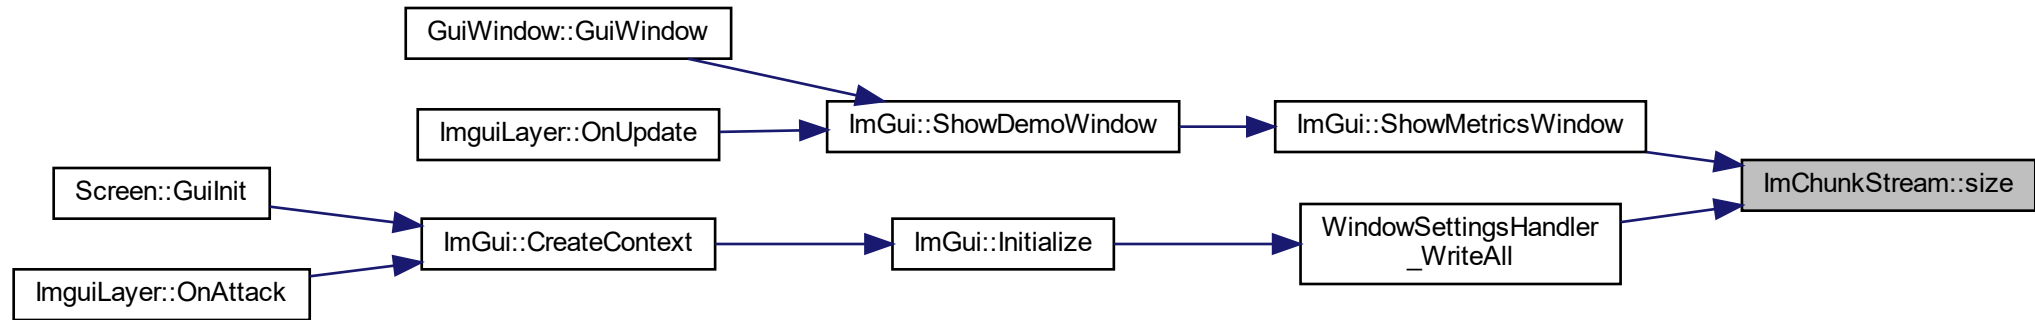 GuiWindow::GuiWindow
ImguiLayer::OnUpdate
ImGui::ShowDemoWindow
ImGui::ShowMetricsWindow
ImChunkStream::size
Screen::GuiInit
ImGui::CreateContext
ImGui::Initialize
WindowSettingsHandler
_WriteAll
ImguiLayer::OnAttack